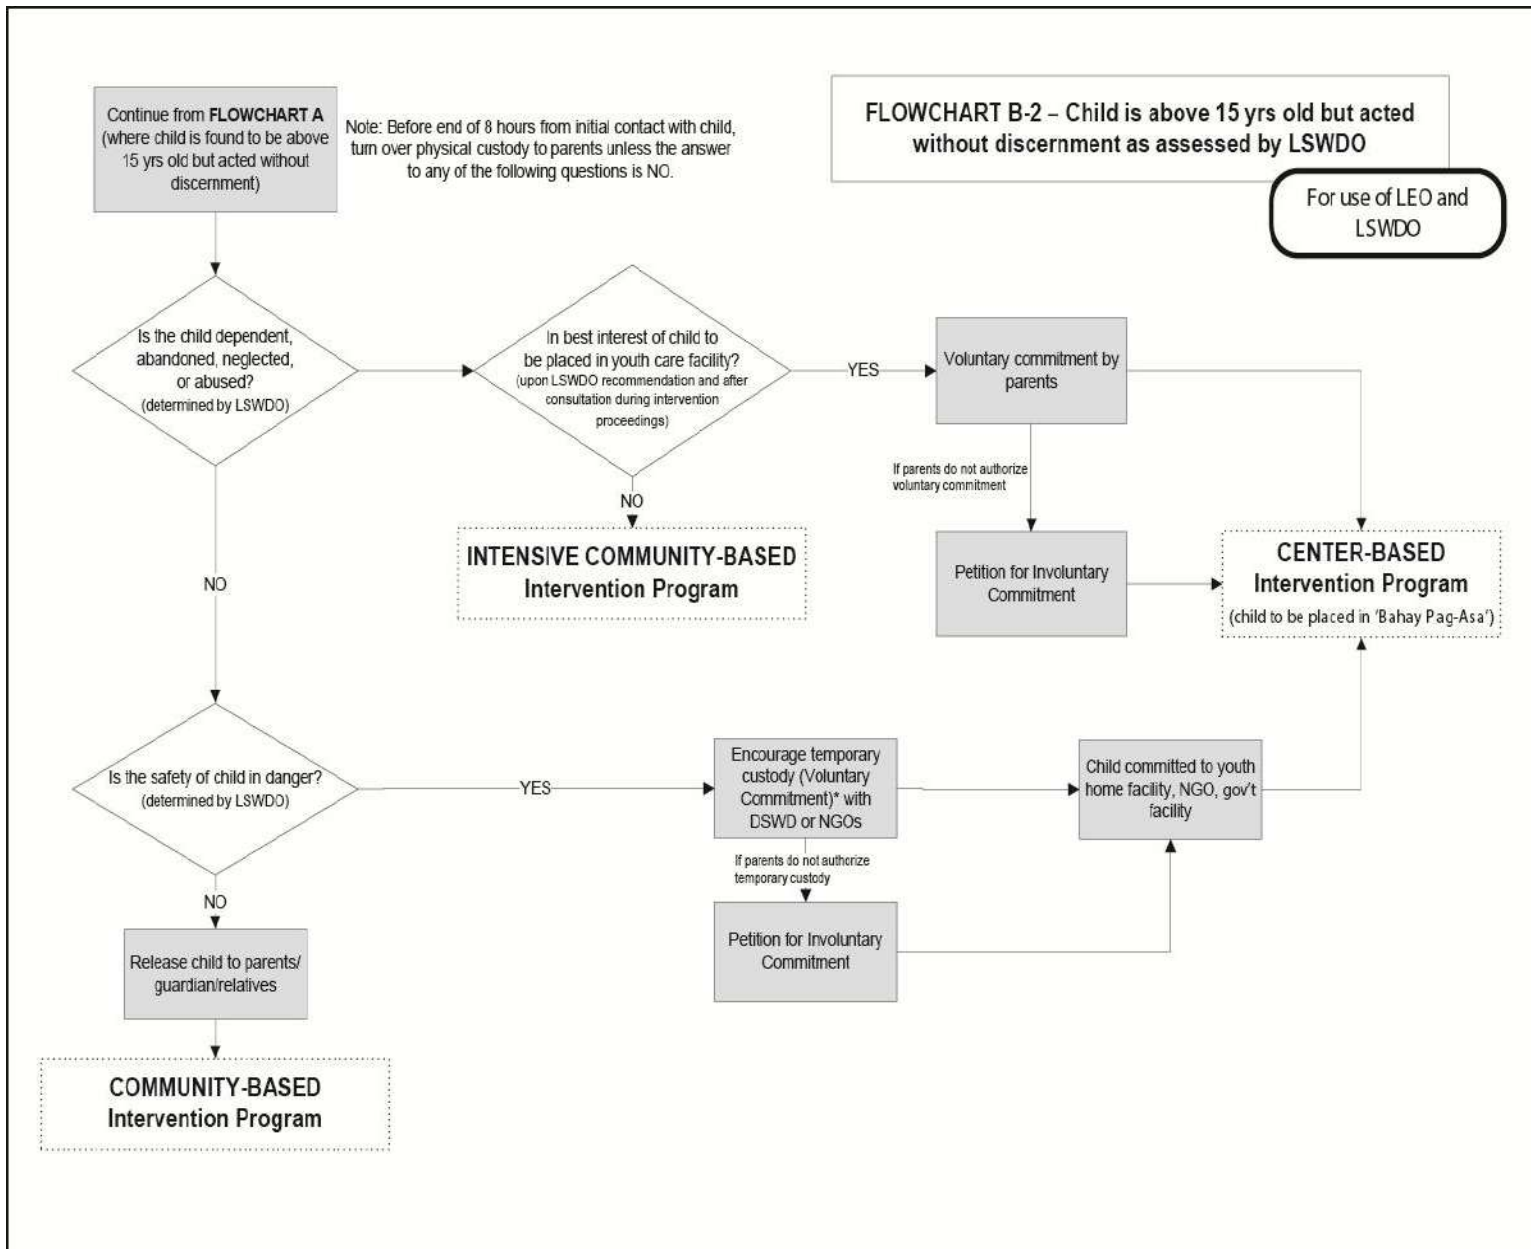 Continue from FLOWCHART A
(where child is found to be above
15 yrs old but acted without
discernment)
Note: Before end of 8 hours from initial contact with child,
turn over physical custody to parents unless the answer
to any of the following questions is NO.
FLOWCHART B-2 – Child is above 15 yrs old but acted
without discernment as assessed by LSWDO
For use of LEO and
LSWDO
Is the child dependent,
abandoned, neglected,
or abused?
(determined by LSWDO)
In best interest of child to
be placed in youth care facility?
(upon LSWDO recommendation and after
consultation during intervention
proceedings)
YES
Voluntary commitment by
parents
If parents do not authorize
voluntary commitment
NO
INTENSIVE COMMUNITY-BASED
Intervention Program
Petition for Involuntary
Commitment
CENTER-BASED
Intervention Program
(child to be placed in 'Bahay Pag-Asa')
NO
Is the safety of child in danger?
(determined by LSWDO)
YES
Encourage temporary
custody (Voluntary
Commitment)* with
DSWD or NGOs
Child committed to youth
home facility, NGO, gov't
facility
If parents do not authorize
temporary custody
Petition for Involuntary
Commitment
NO
Release child to parents/
guardian/relatives
COMMUNITY-BASED
Intervention Program